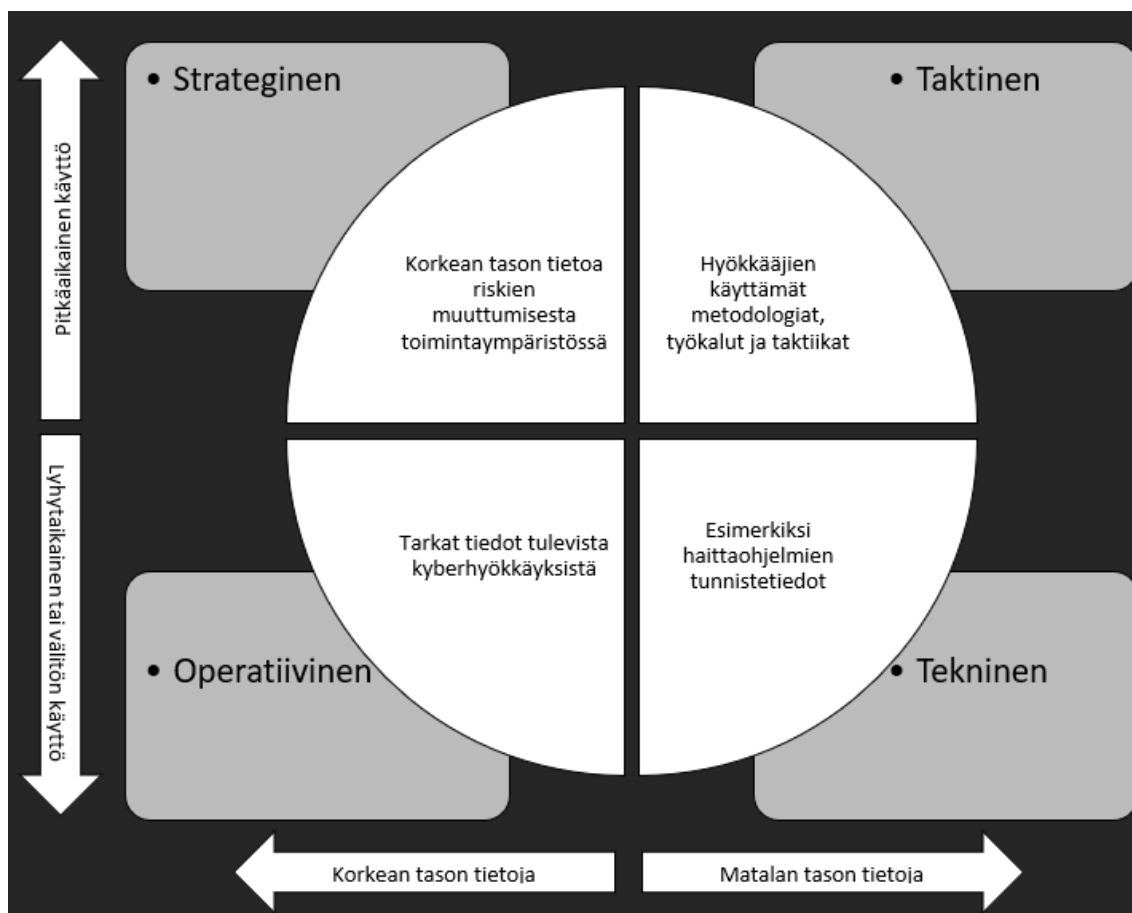 • Strateginen
• Taktinen
Pitkäaikainen käyttö
Korkean tason tietoa
riskien
muuttumisesta
toimintaympäristössä
Hyökkääjien
käyttämät
metodologiat,
työkalut ja taktiikat
Lyhytaikainen tai välitön käyttö
Tarkat tiedot tulevista
kyberhyökkäyksistä
Esimerkiksi
haittaohjelmien
tunnistetiedot
• Operatiivinen
• Tekninen
Korkean tason tietoja
Matalan tason tietoja